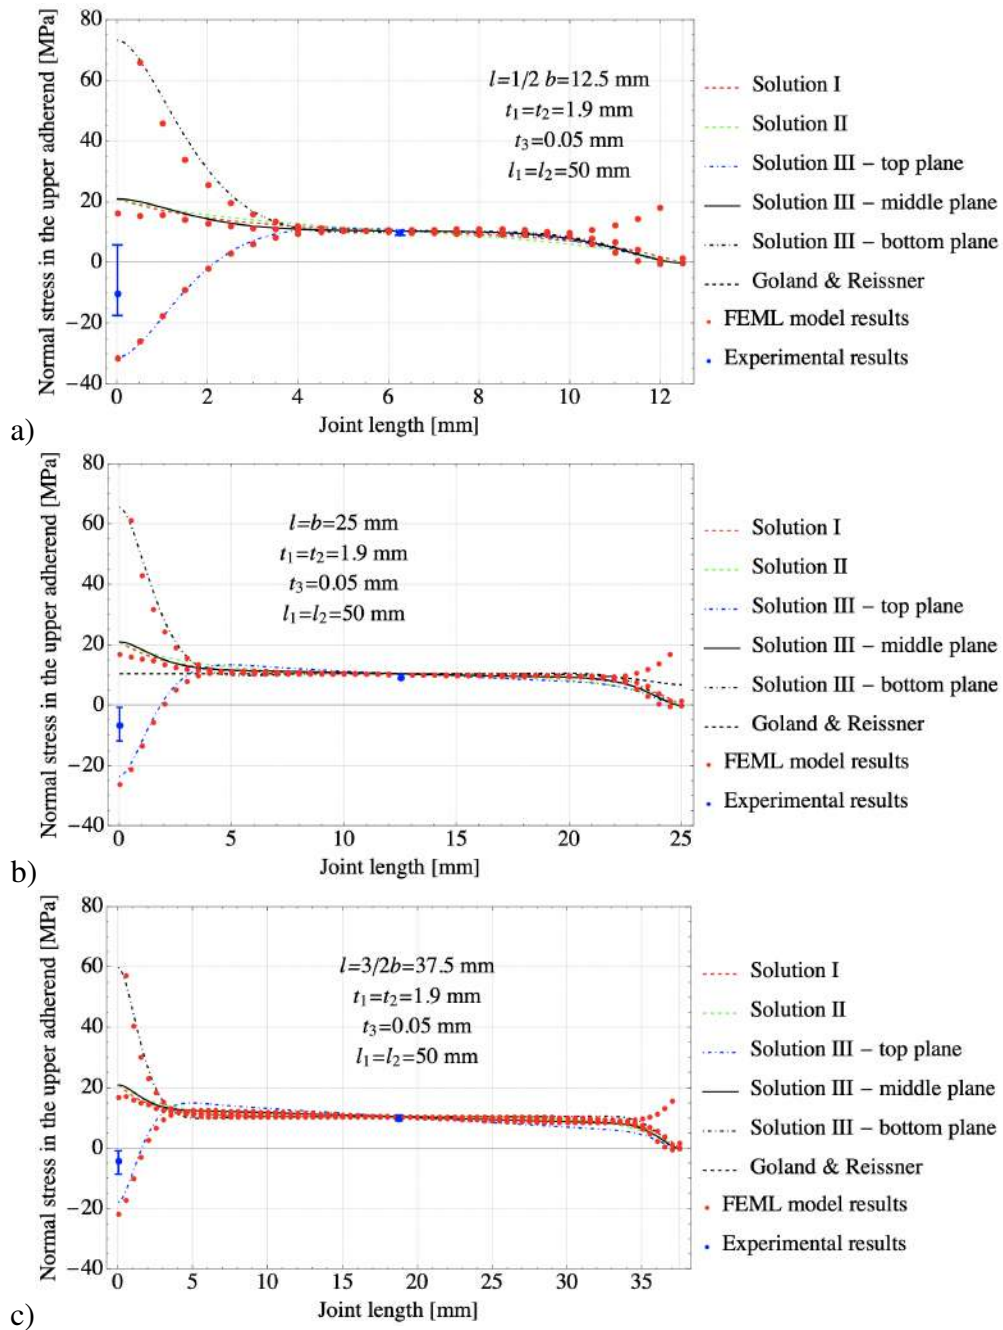 Normal stress in the upper adherend [MPa]
80
60
40
20
0
−20
−40
l=1/2 b=12.5 mm
t1=t2=1.9 mm
t3=0.05 mm
l1=l2=50 mm
0 2 4 6 8 10 12
Joint length [mm]
Solution I
Solution II
Solution III − top plane
Solution III − middle plane
Solution III − bottom plane
Goland & Reissner
FEML model results
Experimental results
a)
Normal stress in the upper adherend [MPa]
80
60
40
20
0
−20
−40
l=b=25 mm
t1=t2=1.9 mm
t3=0.05 mm
l1=l2=50 mm
0 5 10 15 20 25
Joint length [mm]
Solution I
Solution II
Solution III − top plane
Solution III − middle plane
Solution III − bottom plane
Goland & Reissner
FEML model results
Experimental results
b)
Normal stress in the upper adherend [MPa]
80
60
40
20
0
−20
−40
l=3/2b=37.5 mm
t1=t2=1.9 mm
t3=0.05 mm
l1=l2=50 mm
0 5 10 15 20 25 30 35
Joint length [mm]
Solution I
Solution II
Solution III − top plane
Solution III − middle plane
Solution III − bottom plane
Goland & Reissner
FEML model results
Experimental results
c)